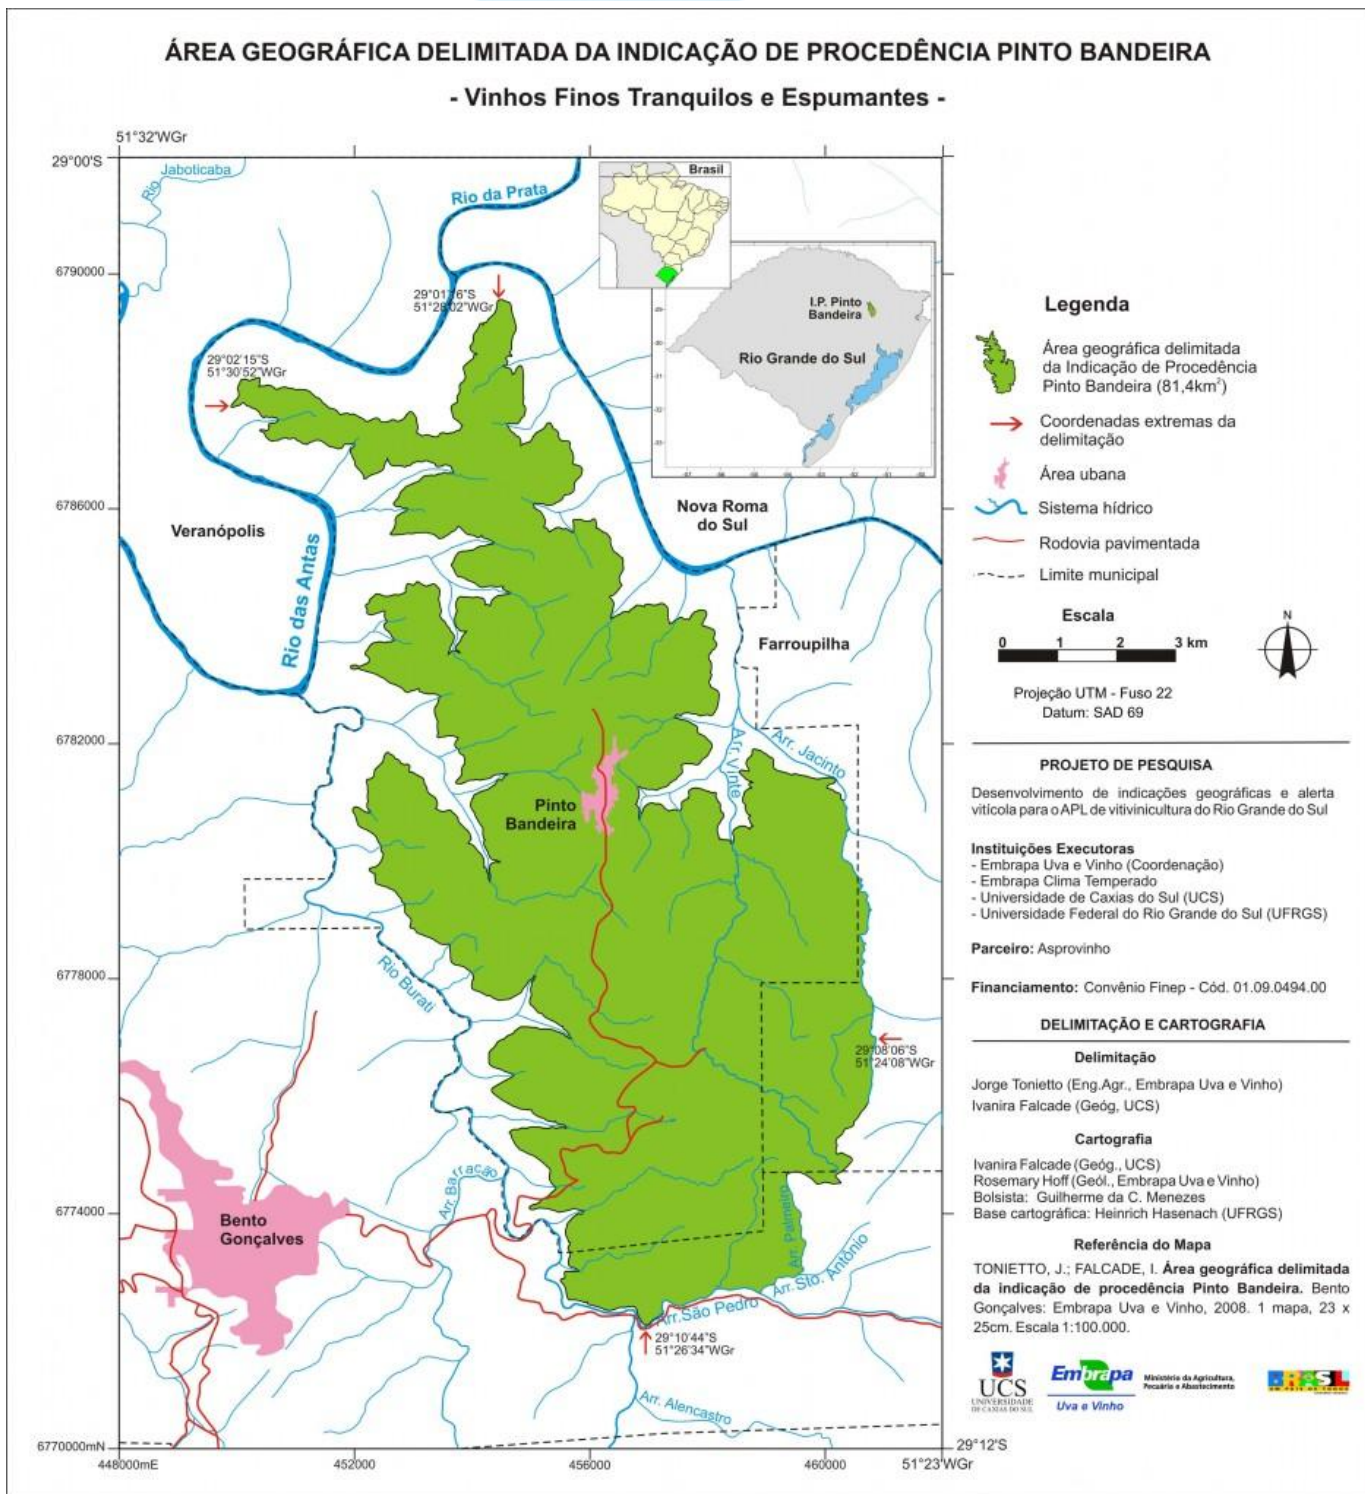 ÁREA GEOGRÁFICA DELIMITADA DA INDICAÇÃO DE PROCEDÊNCIA PINTO BANDEIRA
- Vinhos Finos Tranquilos e Espumantes -
51°32'WGr
29°00'S
Rio Jaboticaba
Rio da Prata
Brasil
6790000
29°01'16"S
51°28'02"WGr
I.P. Pinto
Bandeira
Rio Grande do Sul
29°02'15"S
51°30'52"WGr
6786000
Veranópolis
Nova Roma
do Sul
Rio das Antas
Farroupilha
6782000
Arr. Jacinto
Arr. Vinte
Pinto
Bandeira
6778000
Rio Burati
29°08'06"S
51°24'08"WGr
Arr. Barracão
6774000
Bento
Gonçalves
Arr. Palmeiro
Arr. Sto. Antônio
Arr. São Pedro
29°10'44"S
51°26'34"WGr
Arr. Alencastro
6770000mN
29°12'S
448000mE
452000
456000
460000
51°23'WGr
Legenda
Área geográfica delimitada
da Indicação de Procedência
Pinto Bandeira (81,4km²)
Coordenadas extremas da
delimitação
Área ubana
Sistema hídrico
Rodovia pavimentada
Limite municipal
Escala
0 1 2 3 km
N
Projeção UTM - Fuso 22
Datum: SAD 69
PROJETO DE PESQUISA
Desenvolvimento de indicações geográficas e alerta
vitícola para o APL de vitivinicultura do Rio Grande do Sul
Instituições Executoras
- Embrapa Uva e Vinho (Coordenação)
- Embrapa Clima Temperado
- Universidade de Caxias do Sul (UCS)
- Universidade Federal do Rio Grande do Sul (UFRGS)
Parceiro: Asprovinho
Financiamento: Convênio Finep - Cód. 01.09.0494.00
DELIMITAÇÃO E CARTOGRAFIA
Delimitação
Jorge Tonietto (Eng.Agr., Embrapa Uva e Vinho)
Ivanira Falcade (Geóg, UCS)
Cartografia
Ivanira Falcade (Geóg., UCS)
Rosemary Hoff (Geól., Embrapa Uva e Vinho)
Bolsista: Guilherme da C. Menezes
Base cartográfica: Heinrich Hasenach (UFRGS)
Referência do Mapa
TONIETTO, J.; FALCADE, I. Área geográfica delimitada
da indicação de procedência Pinto Bandeira. Bento
Gonçalves: Embrapa Uva e Vinho, 2008. 1 mapa, 23 x
25cm. Escala 1:100.000.
UCS
UNIVERSIDADE
DE CAXIAS DO SUL
Embrapa
Uva e Vinho
Ministério da Agricultura,
Pecuária e Abastecimento
BRASIL